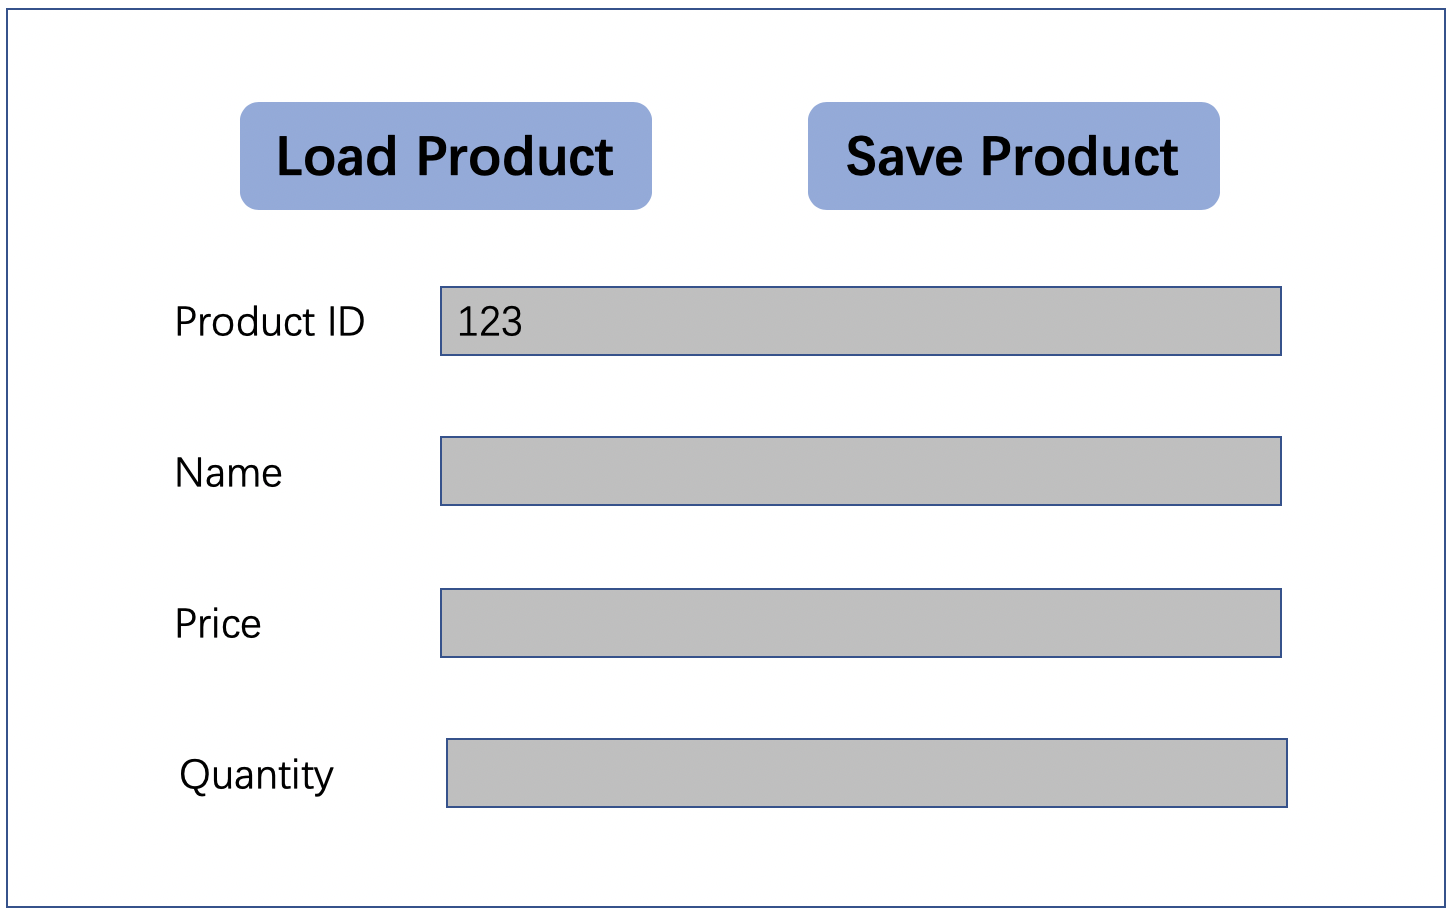 Load Product
Save Product
Product ID
123
Name
Price
Quantity